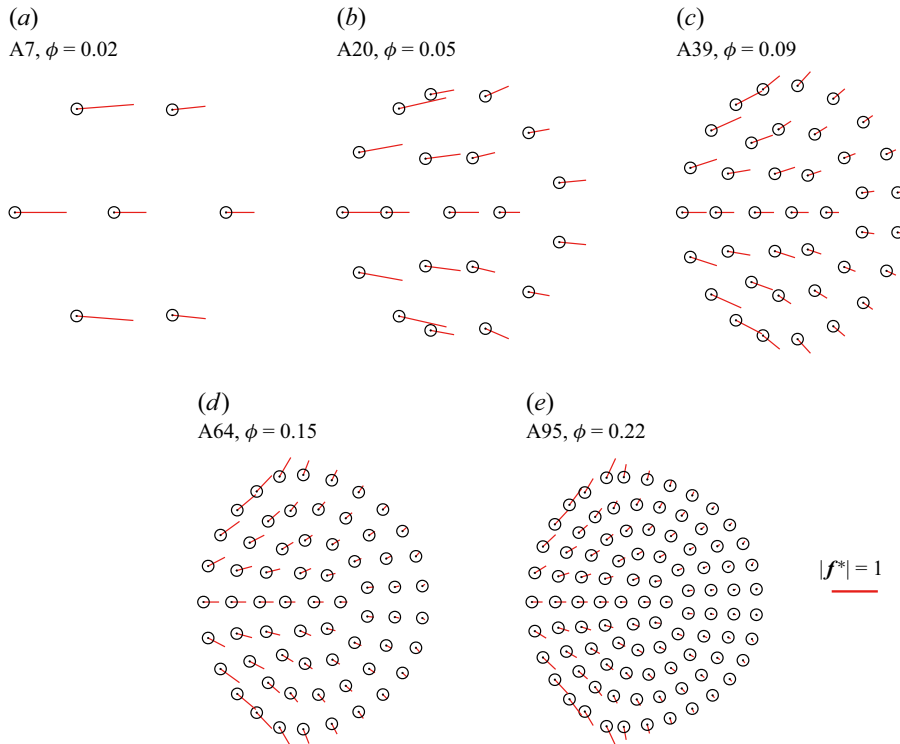 (a)
A7, ϕ = 0.02
(b)
A20, ϕ = 0.05
(c)
A39, ϕ = 0.09
(d)
A64, ϕ = 0.15
(e)
A95, ϕ = 0.22
|f*| = 1